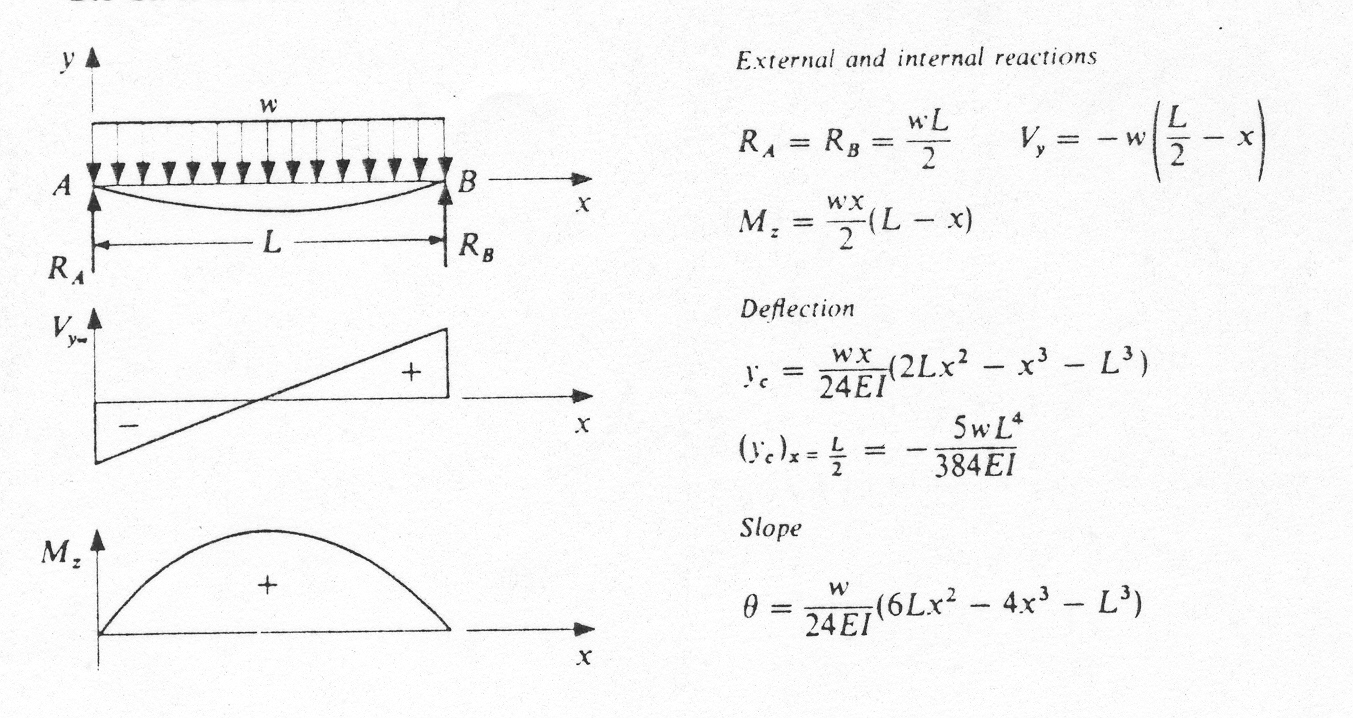 y
w
A
B
x
L
R_A
R_B
V_y
+
−
x
M_z
+
x
External and internal reactions
R_A = R_B = wL/2    V_y = −w(L/2 − x)
M_z = wx/2 (L − x)
Deflection
y_c = wx/24EI (2Lx² − x³ − L³)
(y_c)_x = L/2 = −5wL⁴/384EI
Slope
θ = w/24EI (6Lx² − 4x³ − L³)